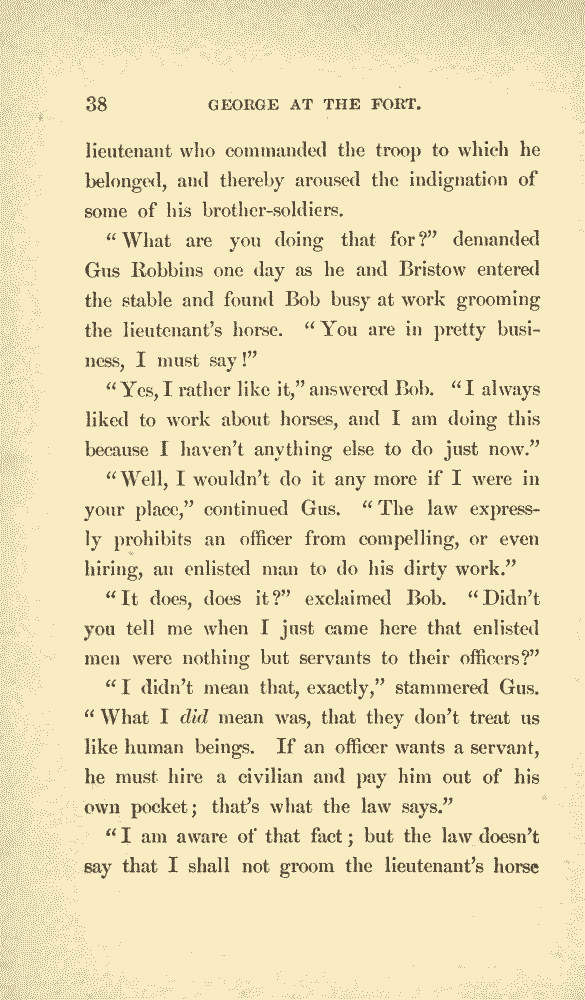 38 GEORGE AT THE FORT.
lieutenant who commanded the troop to which he
belonged, and thereby aroused the indignation of
some of his brother-soldiers.
“What are you doing that for?” demanded
Gus Robbins one day as he and Bristow entered
the stable and found Bob busy at work grooming
the lieutenant’s horse. “You are in pretty busi-
ness, I must say!”
“Yes, I rather like it,” answered Bob. “I always
liked to work about horses, and I am doing this
because I haven’t anything else to do just now.”
“Well, I wouldn’t do it any more if I were in
your place,” continued Gus. “The law express-
ly prohibits an officer from compelling, or even
hiring, an enlisted man to do his dirty work.”
“It does, does it?” exclaimed Bob. “Didn’t
you tell me when I just came here that enlisted
men were nothing but servants to their officers?”
“I didn’t mean that, exactly,” stammered Gus.
“What I did mean was, that they don’t treat us
like human beings. If an officer wants a servant,
he must hire a civilian and pay him out of his
own pocket; that’s what the law says.”
“I am aware of that fact; but the law doesn’t
say that I shall not groom the lieutenant’s horse